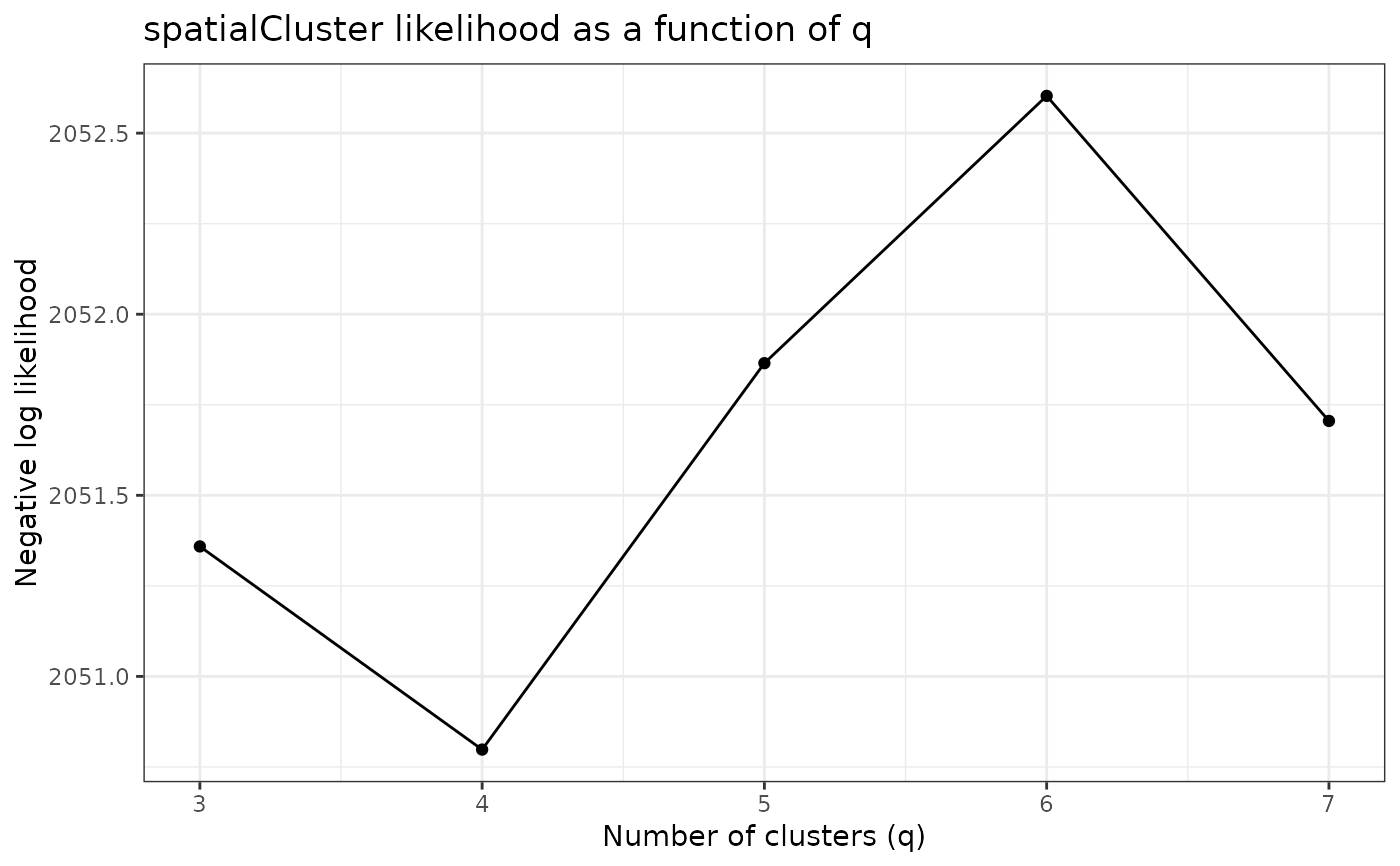 spatialCluster likelihood as a function of q
Negative log likelihood
2052.5
2052.0
2051.5
2051.0
3 4 5 6 7
Number of clusters (q)